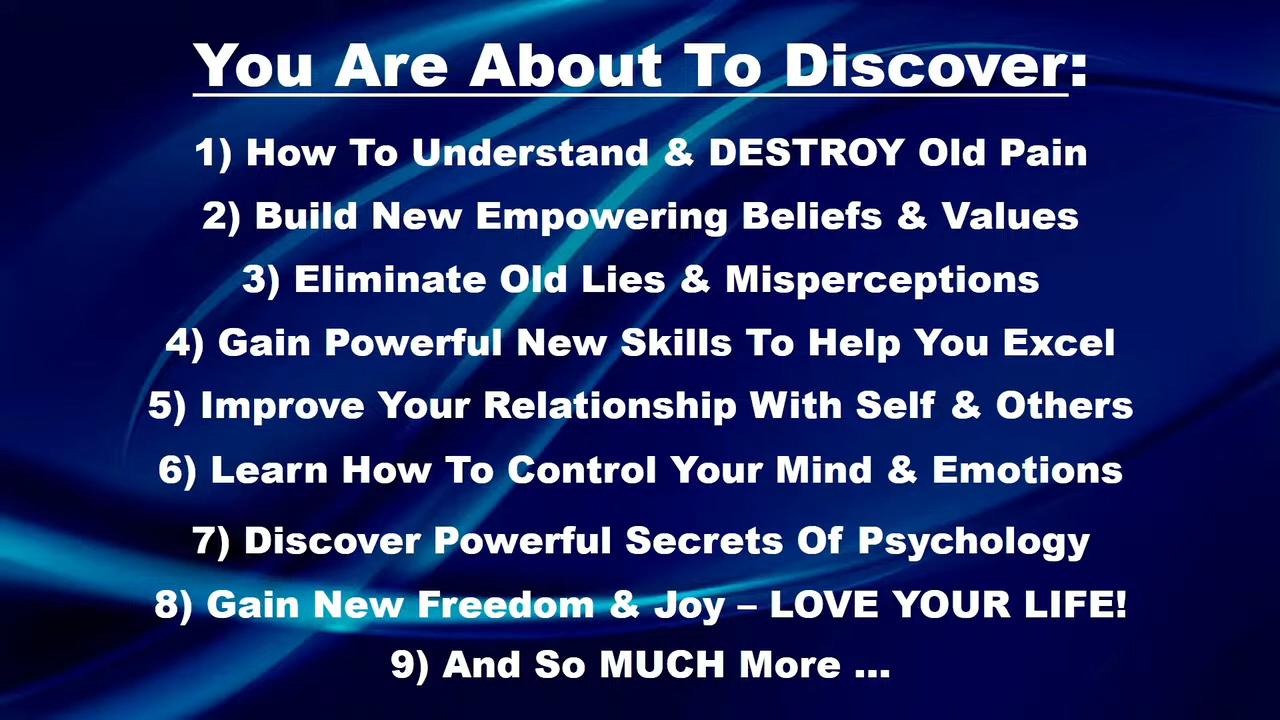 You Are About To Discover:
1) How To Understand & DESTROY Old Pain
2) Build New Empowering Beliefs & Values
3) Eliminate Old Lies & Misperceptions
4) Gain Powerful New Skills To Help You Excel
5) Improve Your Relationship With Self & Others
6) Learn How To Control Your Mind & Emotions
7) Discover Powerful Secrets Of Psychology
8) Gain New Freedom & Joy – LOVE YOUR LIFE!
9) And So MUCH More ...